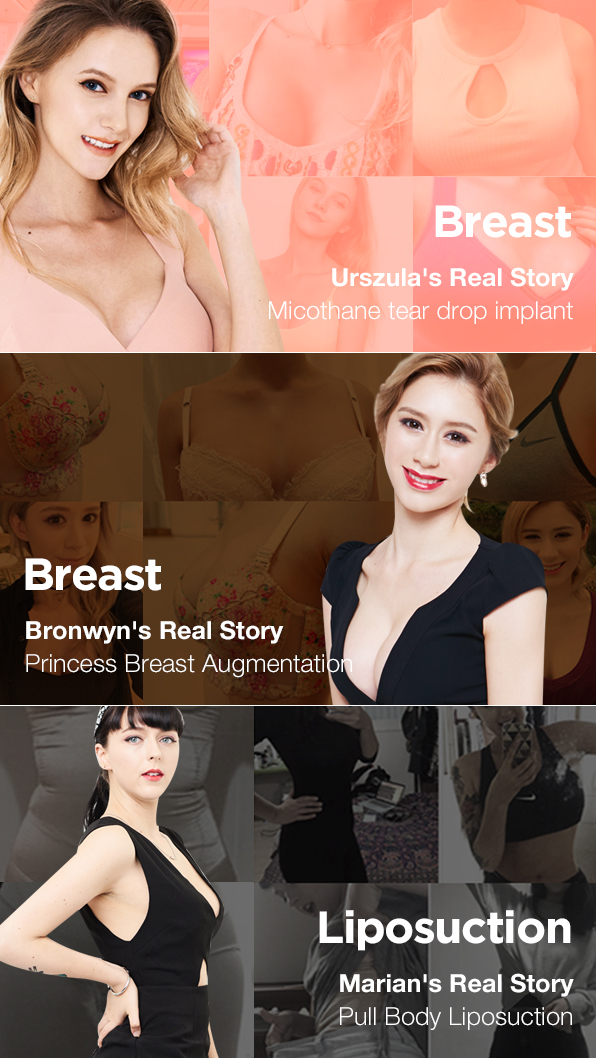 Breast
Urszula's Real Story
Micothane tear drop implant
Breast
Bronwyn's Real Story
Princess Breast Augmentation
Liposuction
Marian's Real Story
Pull Body Liposuction